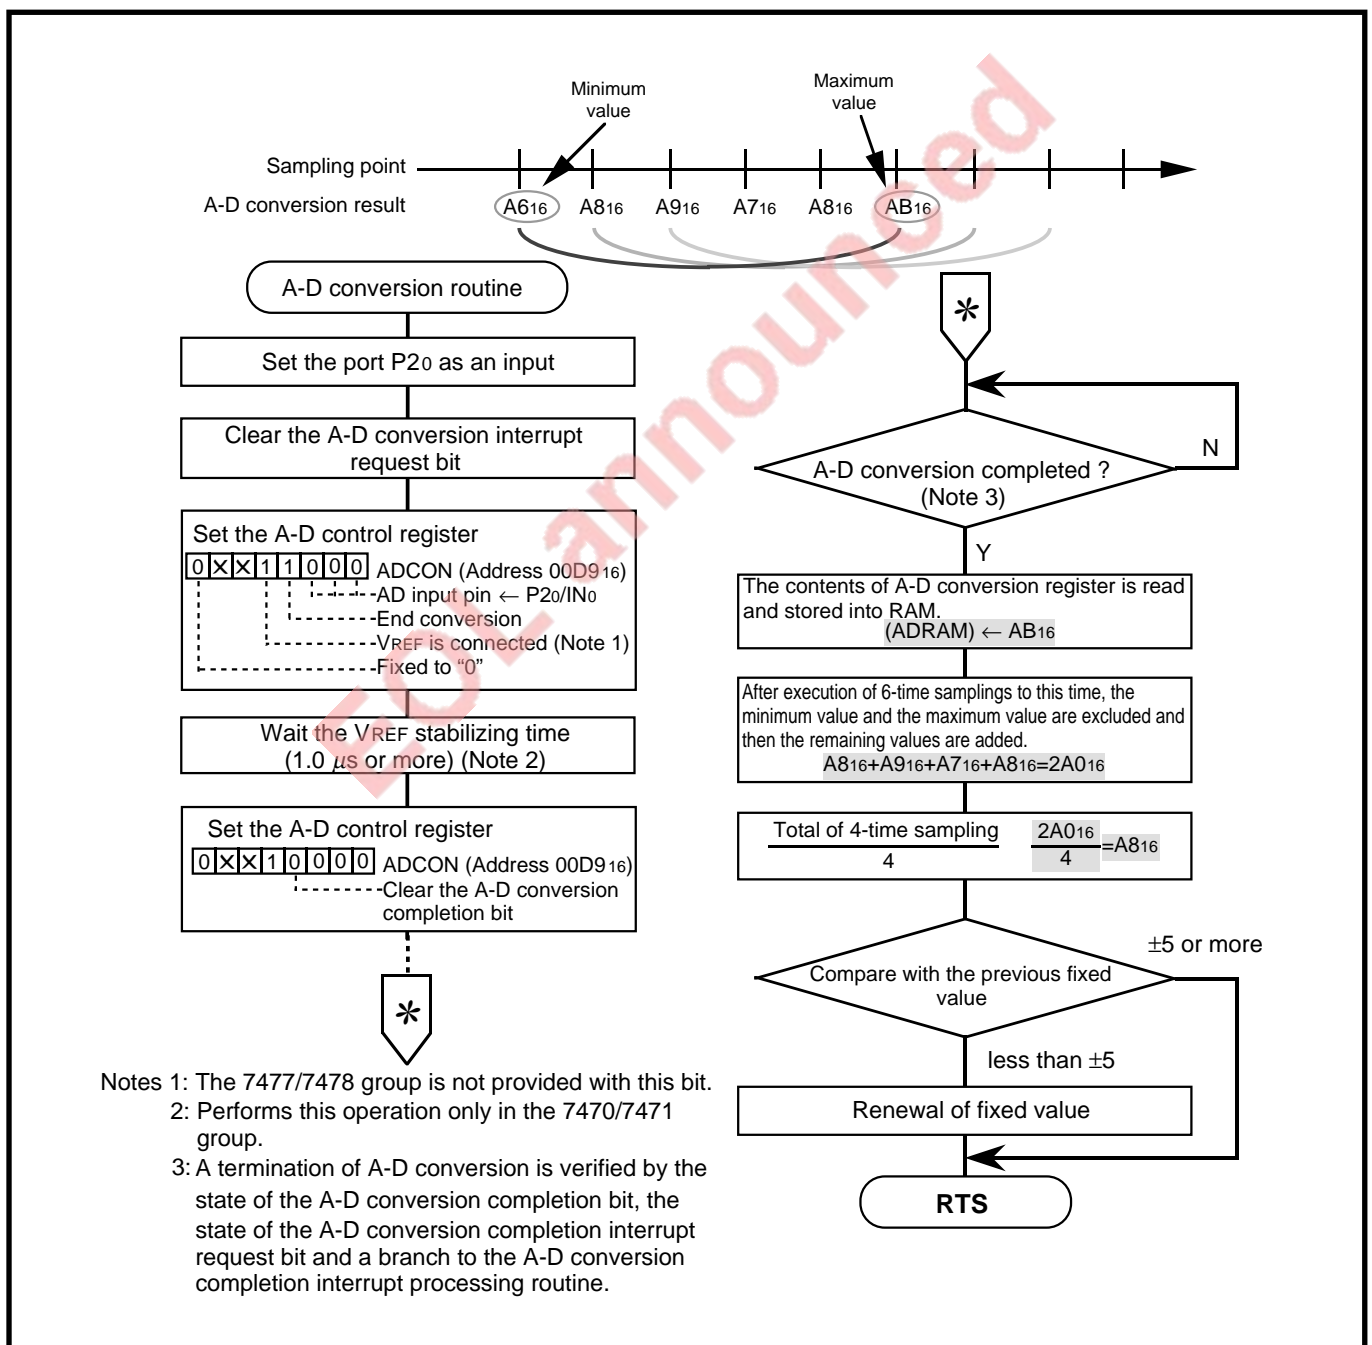 Minimum
value
Maximum
value
Sampling point
A-D conversion result
A616 A816 A916 A716 A816 AB16
A-D conversion routine
Set the port P20 as an input
Clear the A-D conversion interrupt
request bit
Set the A-D control register
0 X X 1 1 0 0 0 ADCON (Address 00D916)
AD input pin ← P20/IN0
End conversion
VREF is connected (Note 1)
Fixed to “0”
Wait the VREF stabilizing time
(1.0 µs or more) (Note 2)
Set the A-D control register
0 X X 1 0 0 0 0 ADCON (Address 00D916)
Clear the A-D conversion
completion bit
*
Notes 1: The 7477/7478 group is not provided with this bit.
2: Performs this operation only in the 7470/7471
group.
3: A termination of A-D conversion is verified by the
state of the A-D conversion completion bit, the
state of the A-D conversion completion interrupt
request bit and a branch to the A-D conversion
completion interrupt processing routine.
*
A-D conversion completed ?
(Note 3)
N
Y
The contents of A-D conversion register is read
and stored into RAM.
(ADRAM) ← AB16
After execution of 6-time samplings to this time, the
minimum value and the maximum value are excluded and
then the remaining values are added.
A816+A916+A716+A816=2A016
Total of 4-time sampling 2A016
4 4 =A816
±5 or more
Compare with the previous fixed
value
less than ±5
Renewal of fixed value
RTS
EOL announced